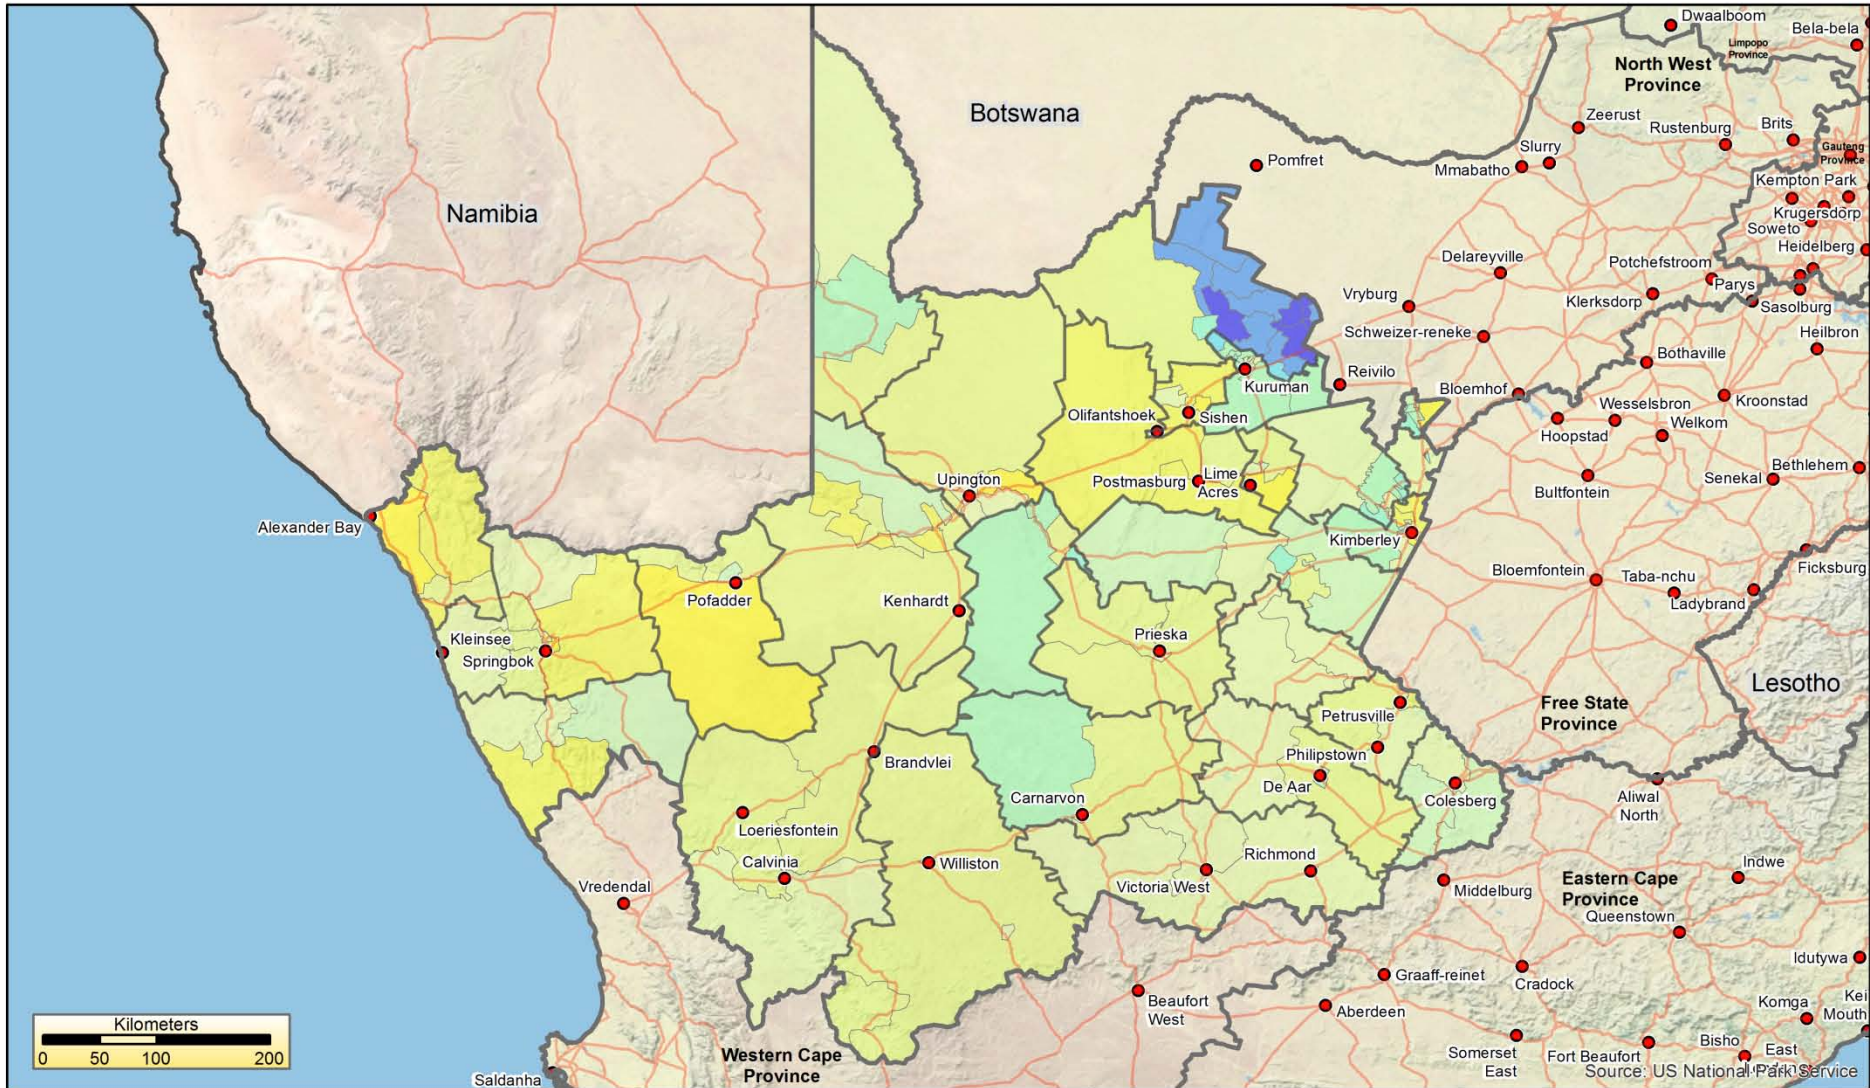 Dwaalboom
Bela-bela
Limpopo
Province
North West
Province
Botswana
Zeerust
Rustenburg
Brits
Gauteng
Province
Slurry
Pomfret
Mmabatho
Kempton Park
Namibia
Krugersdorp
Soweto
Heidelberg
Delareyville
Potchefstroom
Parys
Vryburg
Klerksdorp
Sasolburg
Schweizer-reneke
Heilbron
Bothaville
Reivilo
Kuruman
Bloemhof
Kroonstad
Wesselsbron
Olifantshoek
Sishen
Welkom
Hoopstad
Bethlehem
Senekal
Upington
Postmasburg
Lime
Acres
Bultfontein
Alexander Bay
Kimberley
Ficksburg
Bloemfontein
Taba-nchu
Ladybrand
Pofadder
Kenhardt
Kleinsee
Springbok
Prieska
Lesotho
Free State
Province
Petrusville
Philipstown
Brandvlei
De Aar
Carnarvon
Colesberg
Aliwal
North
Loeriesfontein
Calvinia
Williston
Richmond
Indwe
Vredendal
Victoria West
Middelburg
Eastern Cape
Province
Queenstown
Idutywa
Graaff-reinet
Cradock
Beaufort
West
Aberdeen
Komga
Kei
Mouth
Kilometers
0 50 100 200
Western Cape
Province
Saldanha
Somerset
East
Fort Beaufort
Bisho
East
Source: US National Park Service